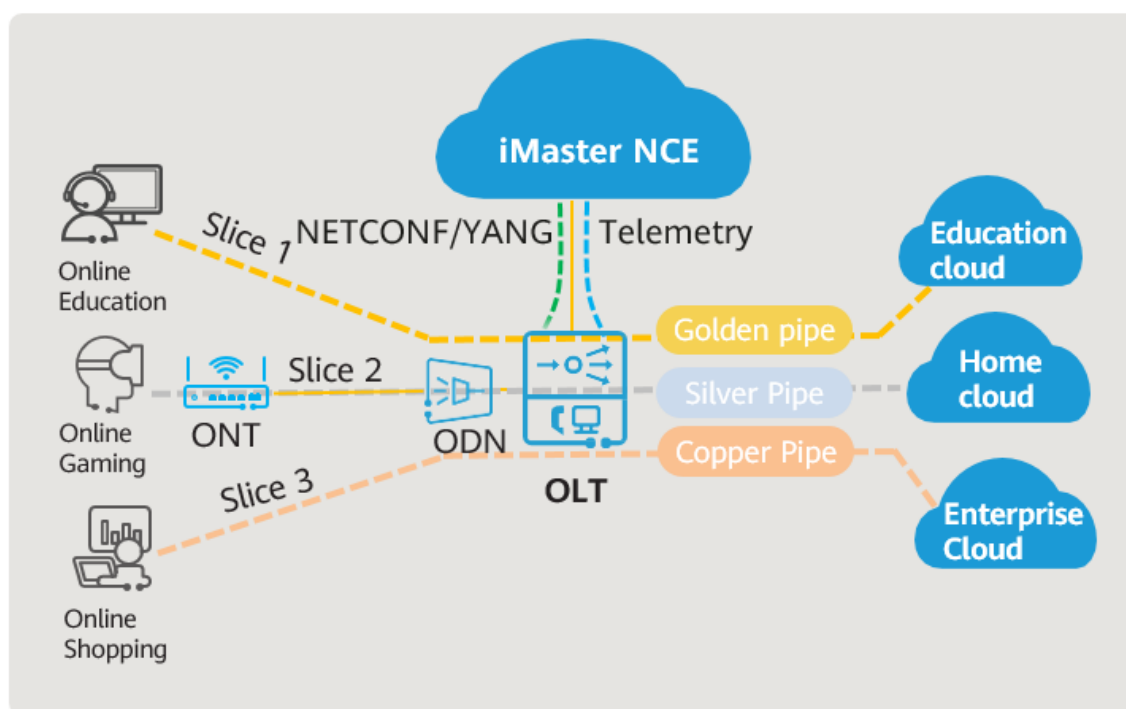 iMaster NCE
Slice 1
NETCONF/YANG
Telemetry
Online
Education
Education
cloud
Golden pipe
Slice 2
Silver Pipe
Home
cloud
Online
Gaming
ONT
ODN
Copper Pipe
Slice 3
OLT
Enterprise
Cloud
Online
Shopping